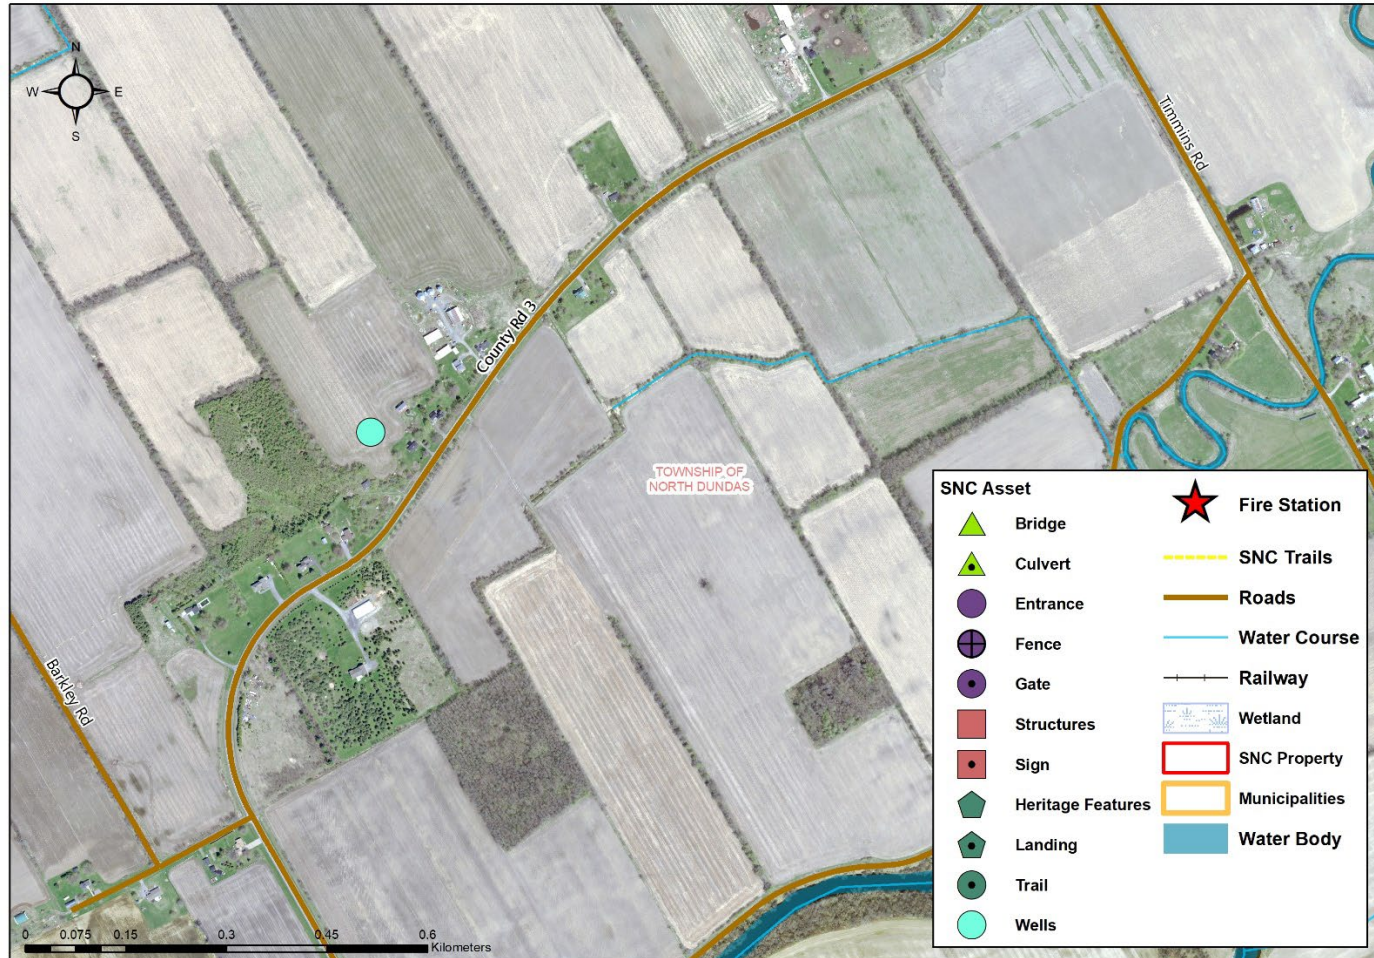 N
W E
S
Timmins Rd
County Rd 3
TOWNSHIP OF
NORTH DUNDAS
Barkley Rd
SNC Asset
Bridge
Culvert
Entrance
Fence
Gate
Structures
Sign
Heritage Features
Landing
Trail
Wells
Fire Station
SNC Trails
Roads
Water Course
Railway
Wetland
SNC Property
Municipalities
Water Body
0 0.075 0.15 0.3 0.45 0.6
Kilometers